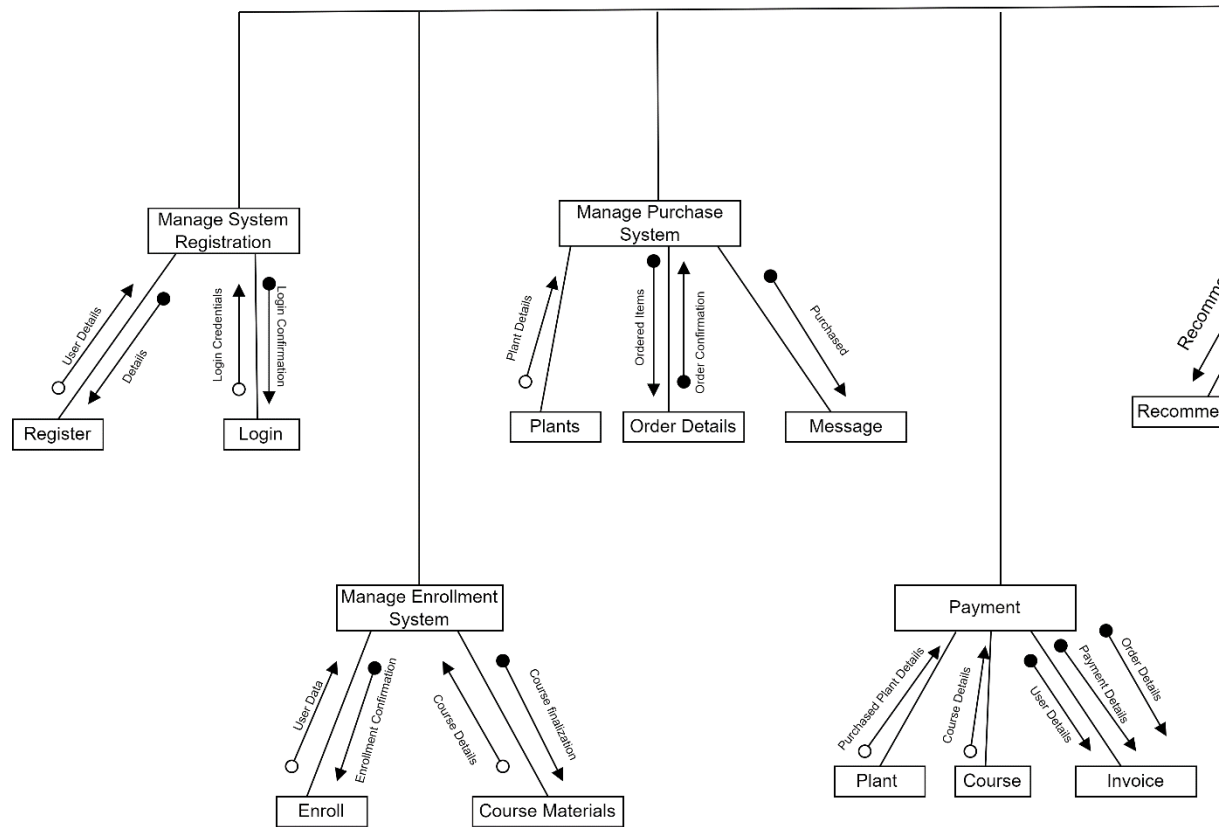 Manage System
Registration
User Details
Details
Login Credentials
Login Confirmation
Register
Login
Manage Purchase
System
Plant Details
Ordered Items
Order Confirmation
Purchased
Plants
Order Details
Message
Recomme
Recomme
Manage Enrollment
System
User Data
Enrollment Confirmation
Course Details
Course finalization
Enroll
Course Materials
Payment
Purchased Plant Details
Course Details
User Details
Payment Details
Order Details
Plant
Course
Invoice